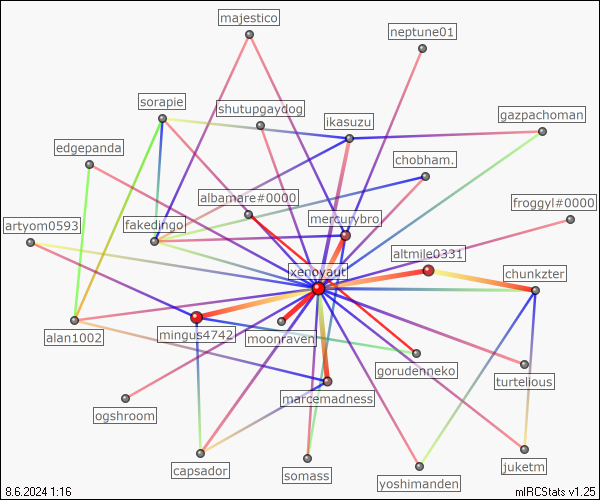 majestico
neptune01
sorapie
shutupgaydog
ikasuzu
gazpachoman
edgepanda
chobham.
albamare#0000
froggyl#0000
artyom0593
fakedingo
mercurybro
altmile0331
xenoyaut
chunkzter
alan1002
mingus4742
moonraven
gorudenneko
turtelious
marcemadness
ogshroom
capsador
somass
yoshimanden
juketm
8.6.2024 1:16
mIRCStats v1.25